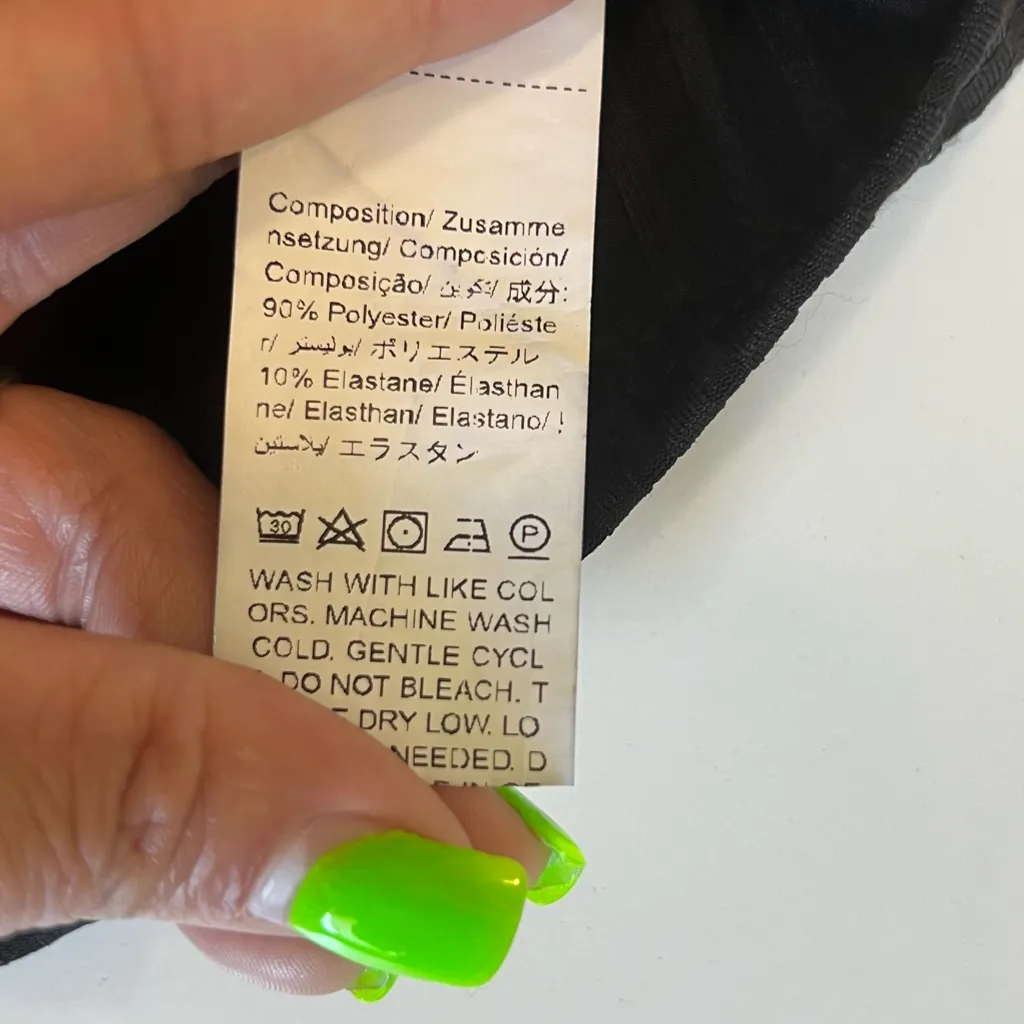 Composition/ Zusamme
nsetzung/ Composición/
Composição/ تكوين/ 成分:
90% Polyester/ Poliéste
r/ بوليستر/ ポリエステル
10% Elastane/ Élasthan
ne/ Elasthan/ Elastano/
إيلاستين/ エラスタン
30
P
WASH WITH LIKE COL
ORS. MACHINE WASH
COLD. GENTLE CYCL
DO NOT BLEACH. T
DRY LOW. LO
NEEDED. D